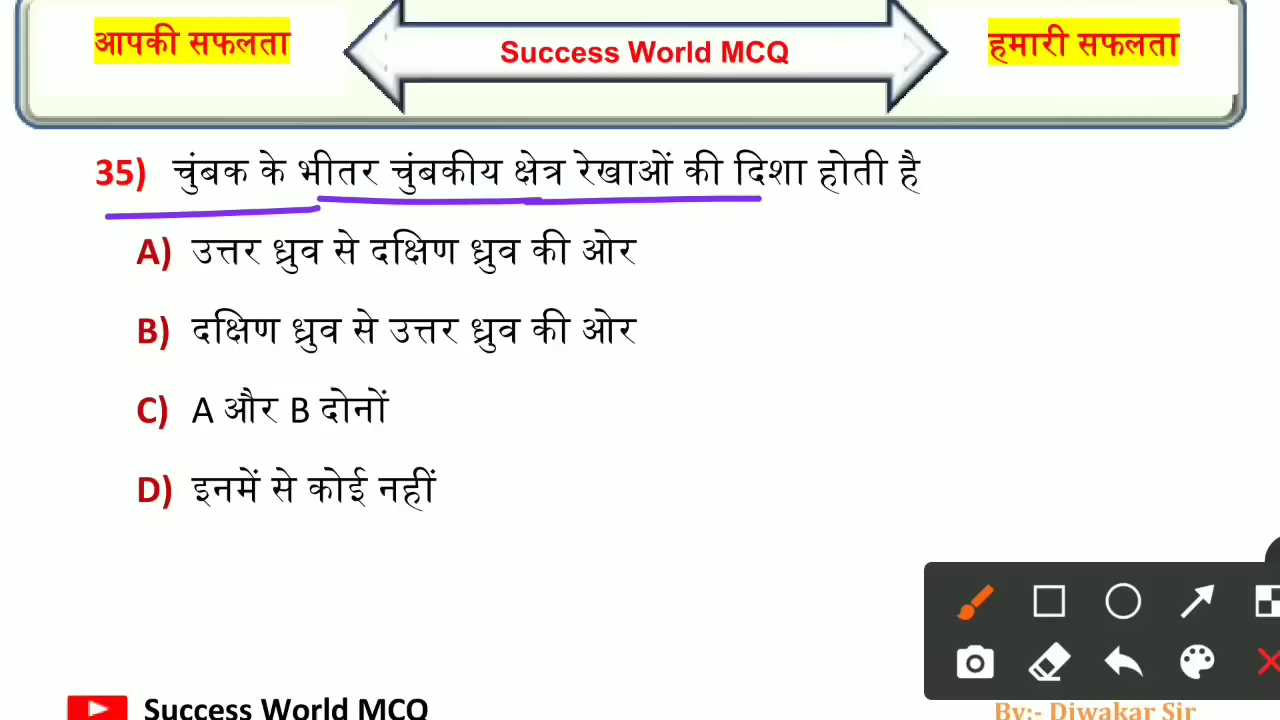 आपकी सफलता
Success World MCQ
हमारी सफलता
35) चुंबक के भीतर चुंबकीय क्षेत्र रेखाओं की दिशा होती है
A) उत्तर ध्रुव से दक्षिण ध्रुव की ओर
B) दक्षिण ध्रुव से उत्तर ध्रुव की ओर
C) A और B दोनों
D) इनमें से कोई नहीं
Success World MCQ
By:- Diwakar Sir